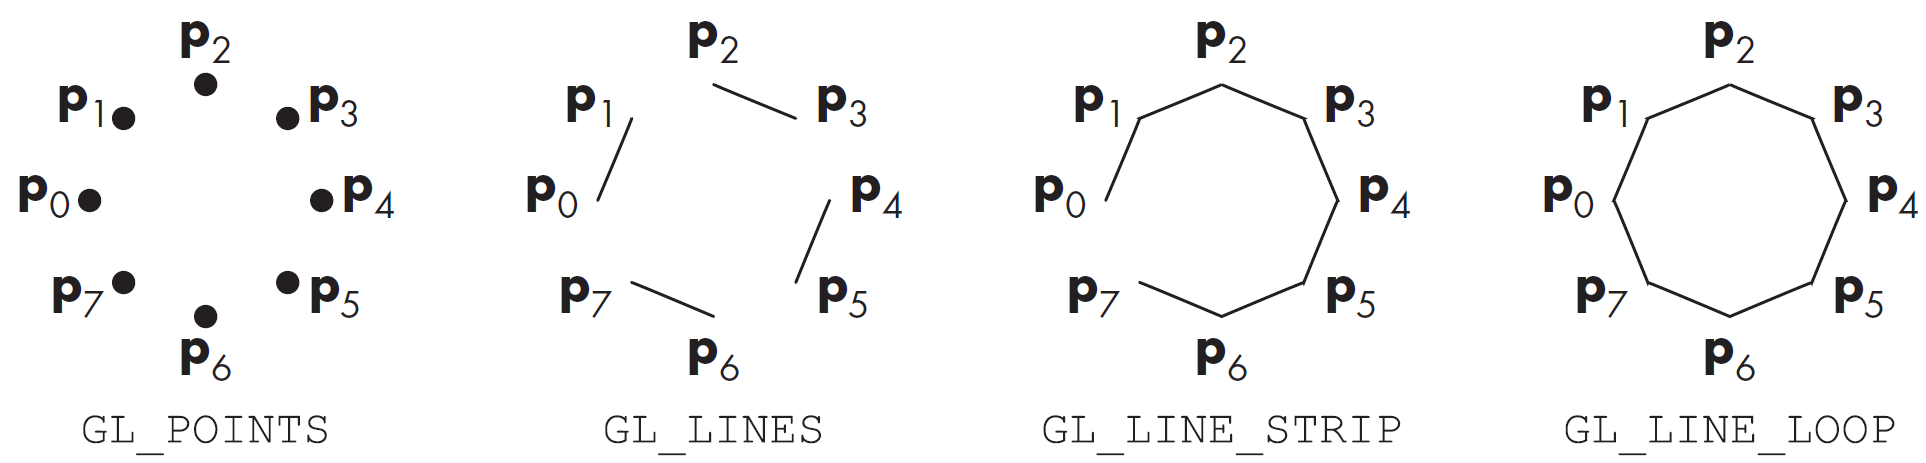 p2 p2 p2 p2
p1 p3 p1 p3 p1 p3 p1 p3
p0 p4 p0 p4 p0 p4 p0 p4
p7 p5 p7 p5 p7 p5 p7 p5
p6 p6 p6 p6
GL_POINTS GL_LINES GL_LINE_STRIP GL_LINE_LOOP